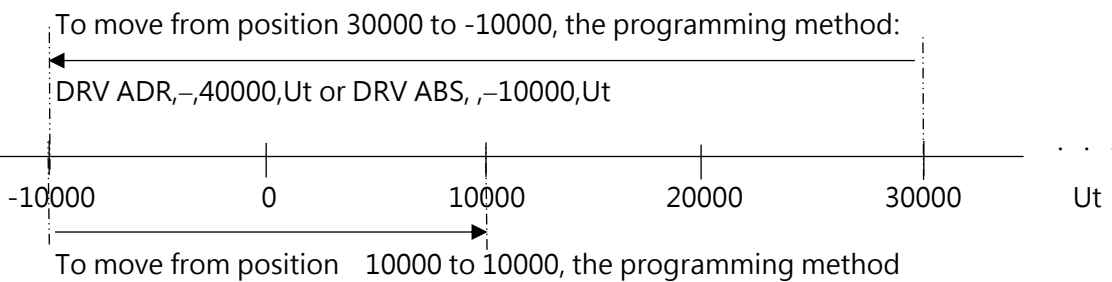 To move from position 30000 to -10000, the programming method:
DRV ADR,–,40000,Ut or DRV ABS, ,–10000,Ut
. . .
-10000 0 10000 20000 30000 Ut
To move from position 10000 to 10000, the programming method